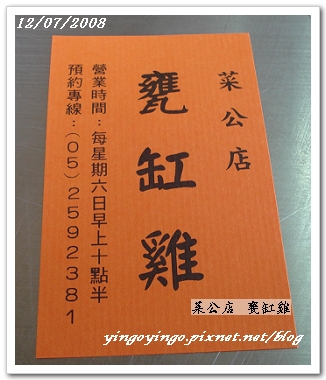 12/07/2008
菜公店
甕缸雞
營業時間：每星期六日早上十點半
預約專線：(05)2592381
菜公店 甕缸雞
yingoyingo.pixnet.net/blog